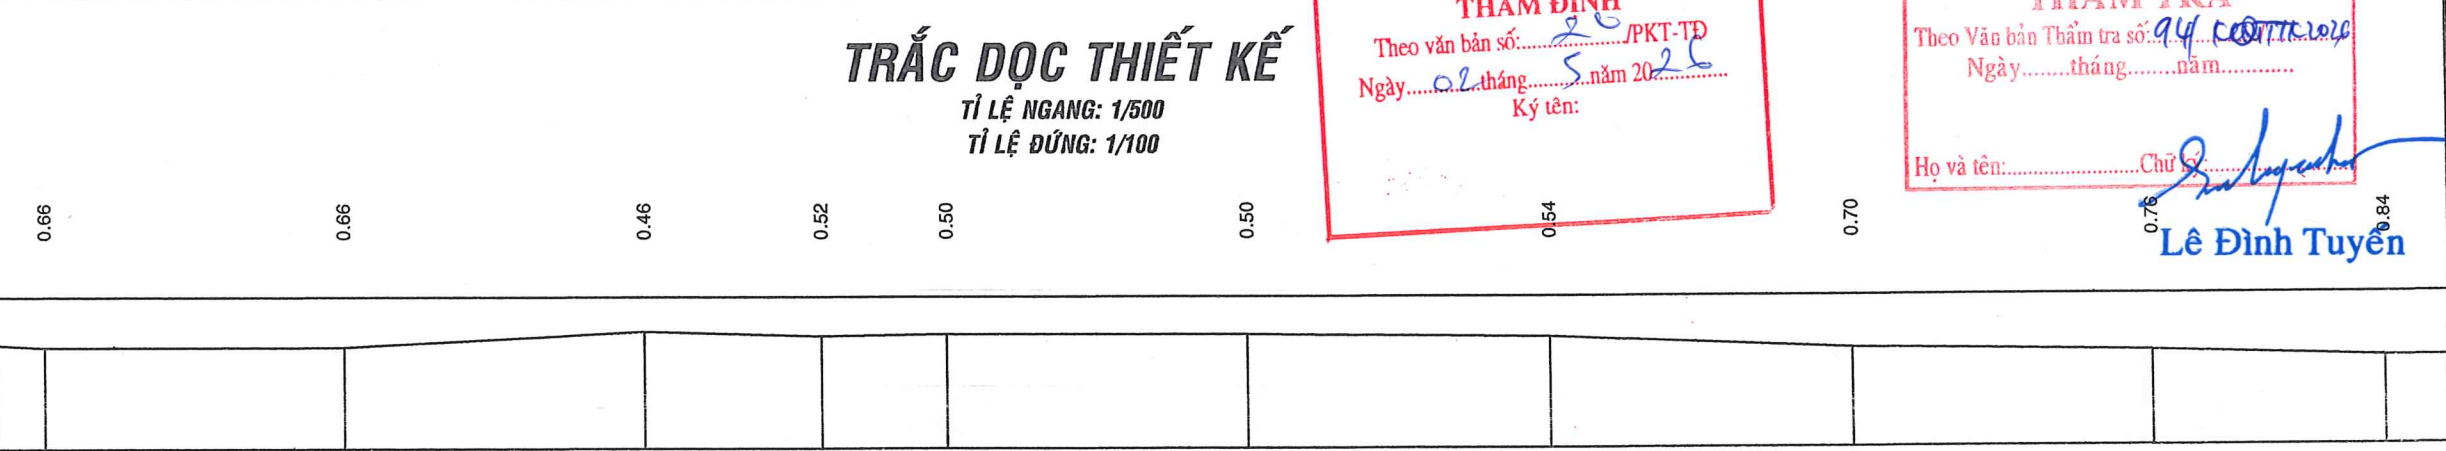 THẨM ĐỊNH
THẨM TRA
TRẮC DỌC THIẾT KẾ
TỈ LỆ NGANG: 1/500
TỈ LỆ ĐỨNG: 1/100
Theo văn bản số:.........20........./PKT-TĐ
Ngày.....02.tháng.........5.năm 2026............
Ký tên:
Theo Văn bản Thẩm tra số:94/
Ngày........tháng........năm............
Họ và tên:........................Chữ ký:
Lê Đình Tuyển
0.66
0.66
0.46
0.52
0.50
0.50
0.54
0.70
0.76
0.84